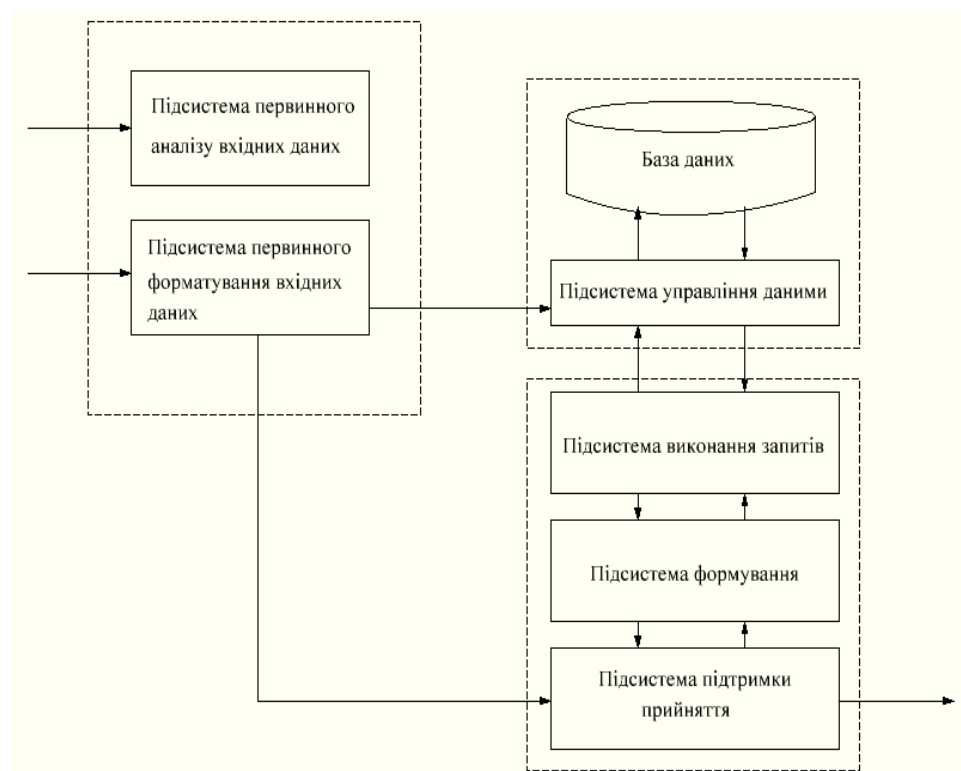 Підсистема первинного
аналізу вхідних даних
Підсистема первинного
форматування вхідних
даних
База даних
Підсистема управління даними
Підсистема виконання запитів
Підсистема формування
Підсистема підтримки
прийняття